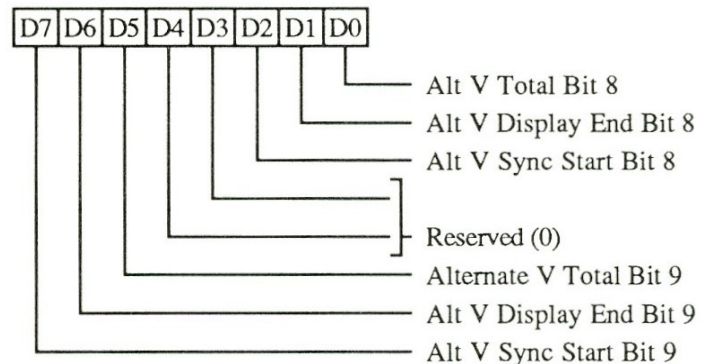 D7 D6 D5 D4 D3 D2 D1 D0
Alt V Total Bit 8
Alt V Display End Bit 8
Alt V Sync Start Bit 8
Reserved (0)
Alternate V Total Bit 9
Alt V Display End Bit 9
Alt V Sync Start Bit 9